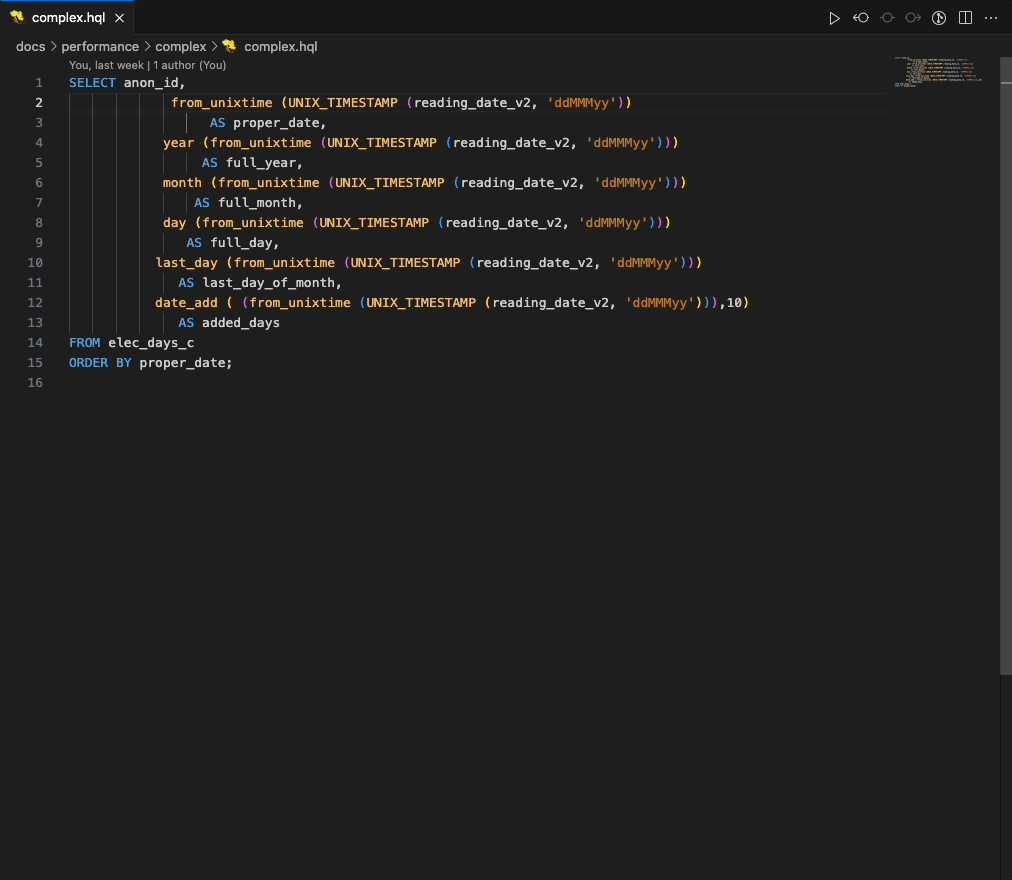 complex.hql
docs > performance > complex > complex.hql
You, last week | 1 author (You)
1 SELECT anon_id,
2 from_unixtime (UNIX_TIMESTAMP (reading_date_v2, 'ddMMMyy'))
3 AS proper_date,
4 year (from_unixtime (UNIX_TIMESTAMP (reading_date_v2, 'ddMMMyy')))
5 AS full_year,
6 month (from_unixtime (UNIX_TIMESTAMP (reading_date_v2, 'ddMMMyy')))
7 AS full_month,
8 day (from_unixtime (UNIX_TIMESTAMP (reading_date_v2, 'ddMMMyy')))
9 AS full_day,
10 last_day (from_unixtime (UNIX_TIMESTAMP (reading_date_v2, 'ddMMMyy')))
11 AS last_day_of_month,
12 date_add ( (from_unixtime (UNIX_TIMESTAMP (reading_date_v2, 'ddMMMyy'))),10)
13 AS added_days
14 FROM elec_days_c
15 ORDER BY proper_date;
16